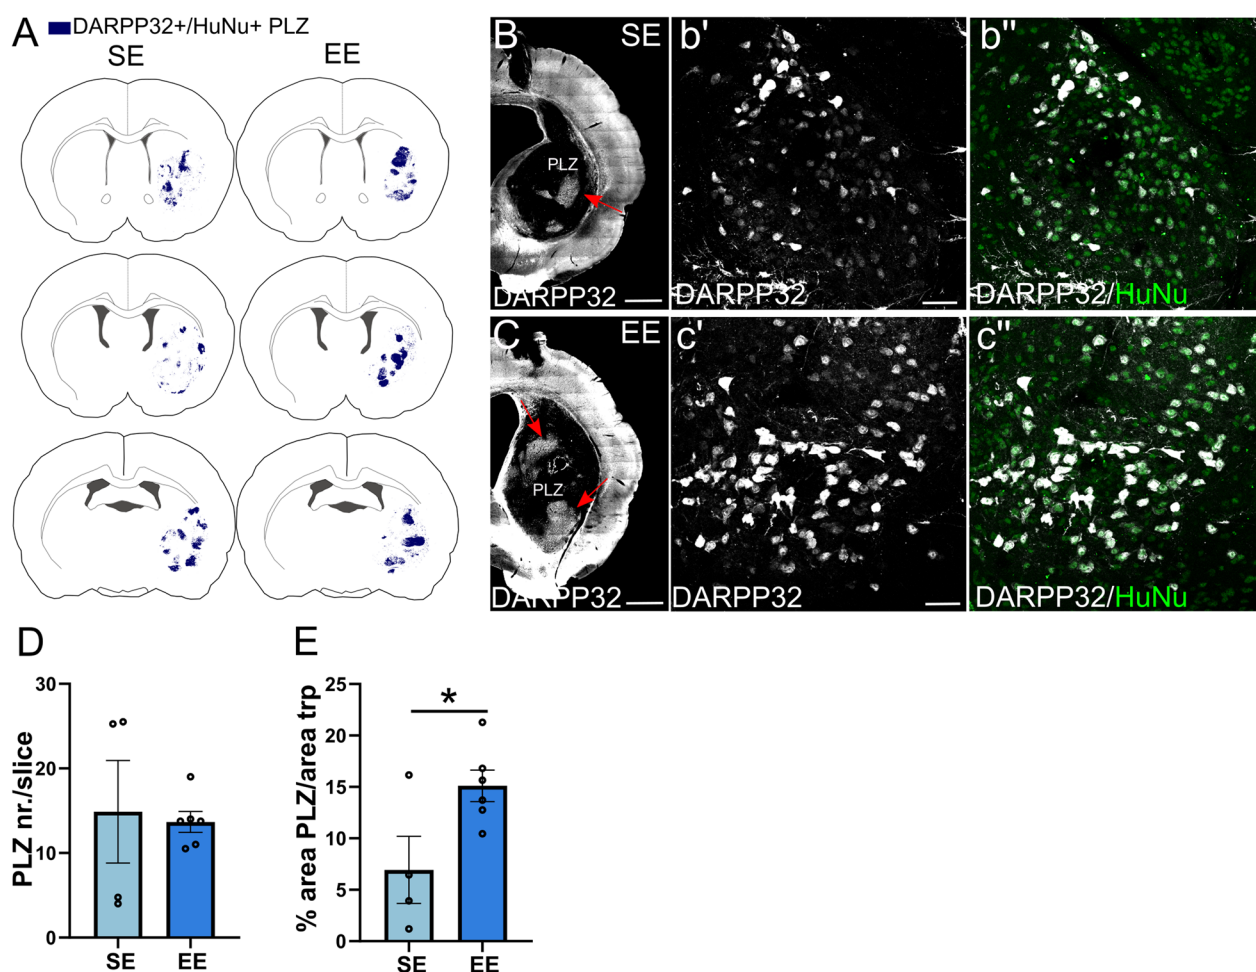 A
DARPP32+/HuNu+ PLZ
SE
EE
B
SE
PLZ
DARPP32
b'
DARPP32
b''
DARPP32/HuNu
C
EE
PLZ
DARPP32
c'
DARPP32
c''
DARPP32/HuNu
D
PLZ nr./slice
30
20
10
0
SE
EE
E
% area PLZ/area trp
25
20
15
10
5
0
*
SE
EE